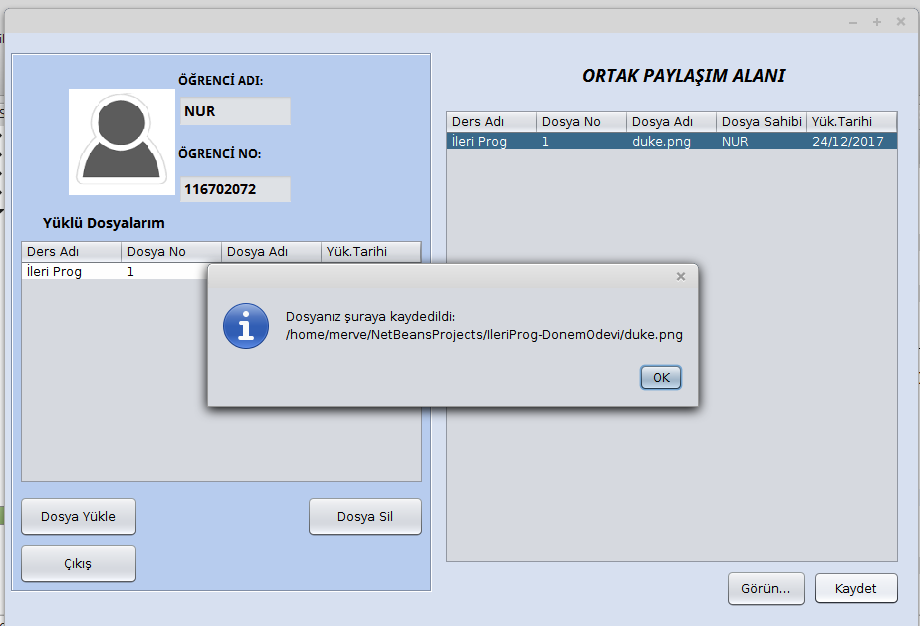 ÖĞRENCİ ADI:
NUR
ÖĞRENCİ NO:
116702072
Yüklü Dosyalarım
Ders Adı Dosya No Dosya Adı Yük.Tarihi
İleri Prog 1
Dosya Yükle Dosya Sil
Çıkış
ORTAK PAYLAŞIM ALANI
Ders Adı Dosya No Dosya Adı Dosya Sahibi Yük.Tarihi
İleri Prog 1 duke.png NUR 24/12/2017
Görün... Kaydet
Dosyanız şuraya kaydedildi:
/home/merve/NetBeansProjects/IleriProg-DonemOdevi/duke.png
OK